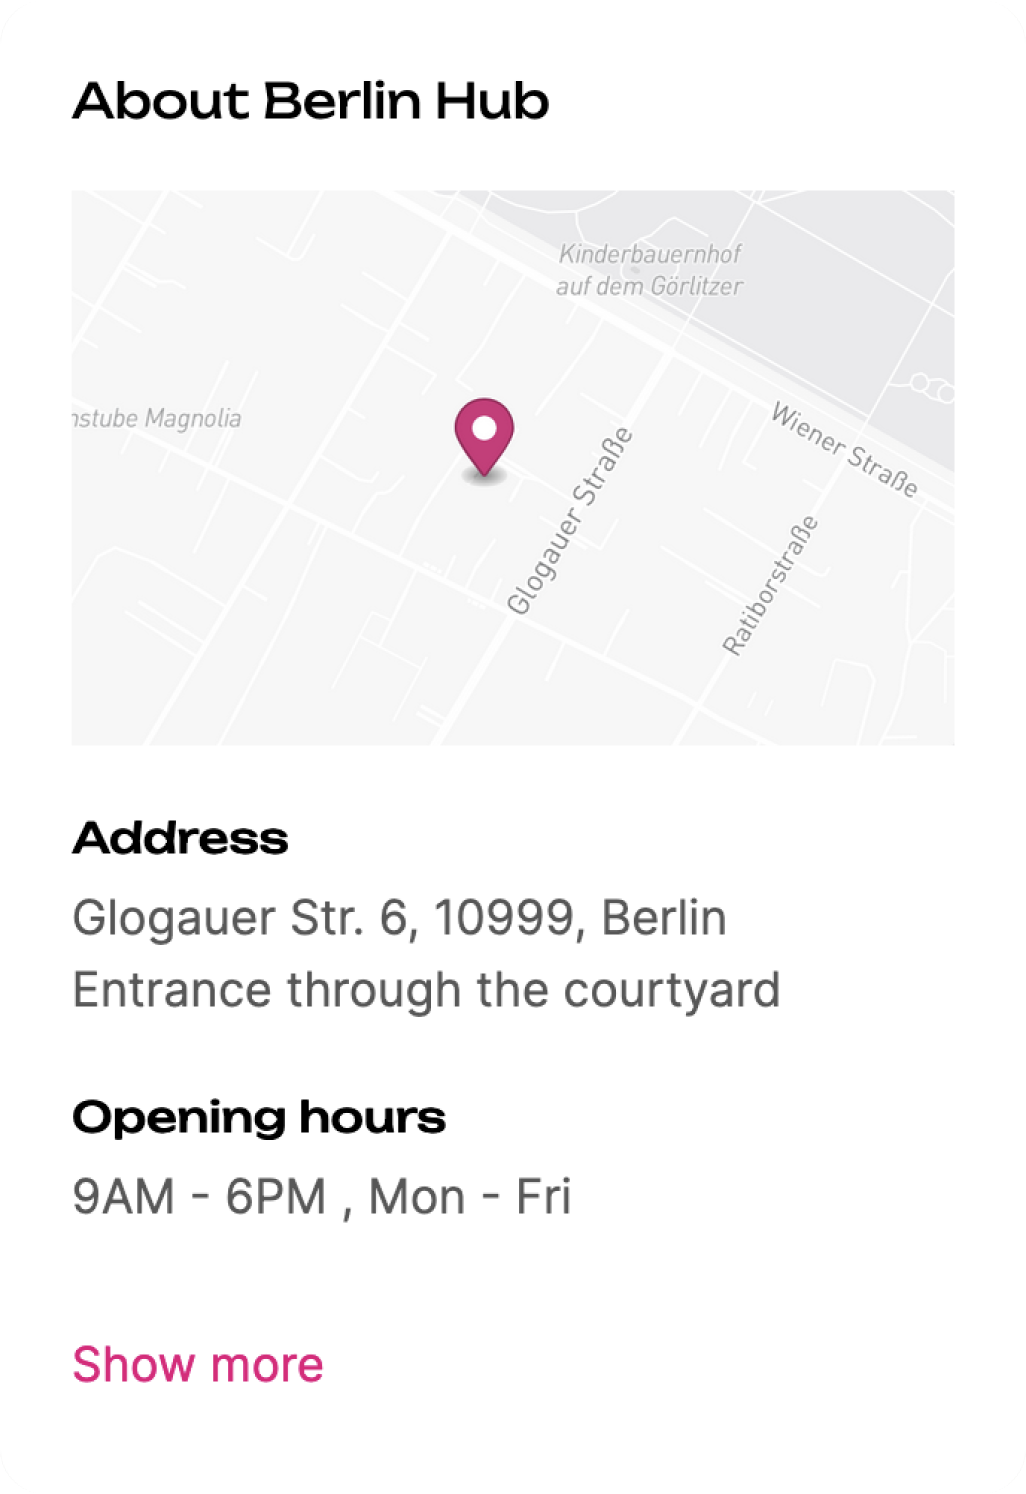 About Berlin Hub
Kinderbauernhof
auf dem Görlitzer
Magnolia
Wiener Straße
Glogauer Straße
Ratiborstraße
Address
Glogauer Str. 6, 10999, Berlin
Entrance through the courtyard
Opening hours
9AM - 6PM , Mon - Fri
Show more